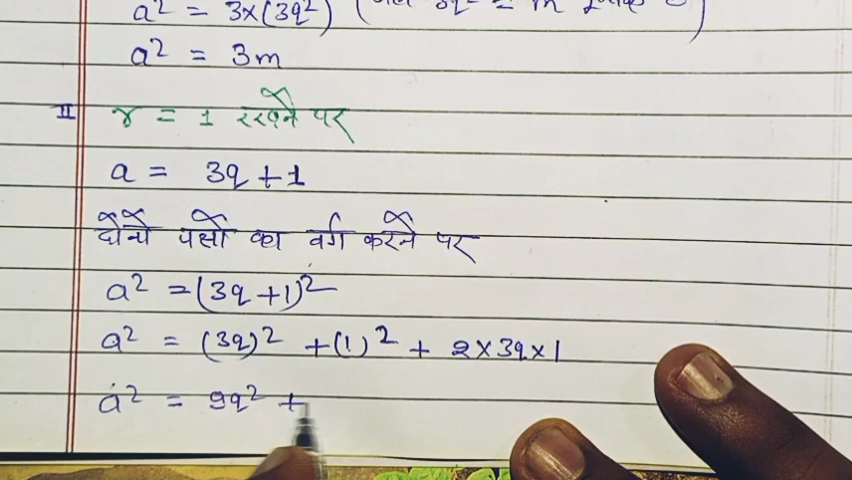 a² = 3×(3q²)
a² = 3m
II r = 1 रखने पर
a = 3q + 1
दोनों पक्षों का वर्ग करने पर
a² = (3q + 1)²
a² = (3q)² + (1)² + 2×3q×1
a² = 9q² +